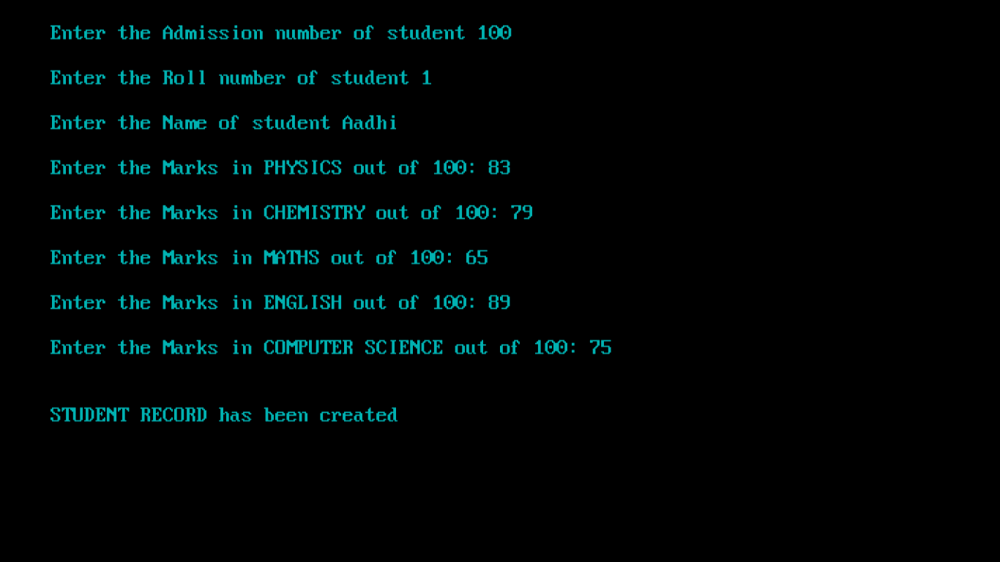 Enter the Admission number of student 100
Enter the Roll number of student 1
Enter the Name of student Aadhi
Enter the Marks in PHYSICS out of 100: 83
Enter the Marks in CHEMISTRY out of 100: 79
Enter the Marks in MATHS out of 100: 65
Enter the Marks in ENGLISH out of 100: 89
Enter the Marks in COMPUTER SCIENCE out of 100: 75
STUDENT RECORD has been created